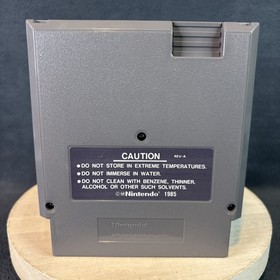 CAUTION REV-A
● DO NOT STORE IN EXTREME TEMPERATURES.
● DO NOT IMMERSE IN WATER.
● DO NOT CLEAN WITH BENZENE, THINNER,
ALCOHOL OR OTHER SUCH SOLVENTS.
©Nintendo 1985
Nintendo